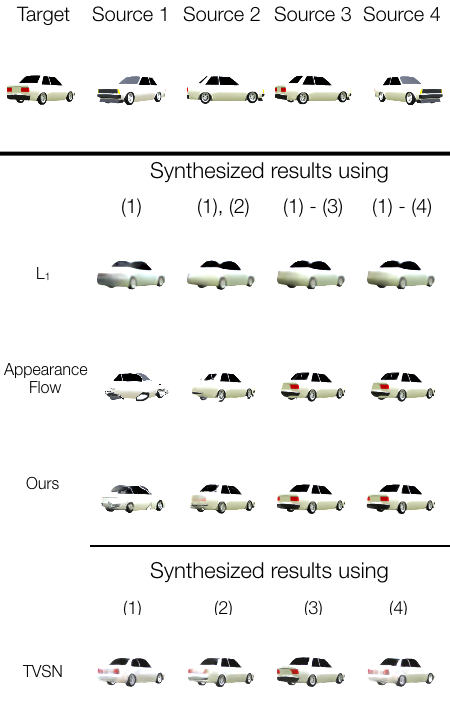 Target Source 1 Source 2 Source 3 Source 4
Synthesized results using
(1) (1), (2) (1) - (3) (1) - (4)
L₁
Appearance
Flow
Ours
Synthesized results using
(1) (2) (3) (4)
TVSN